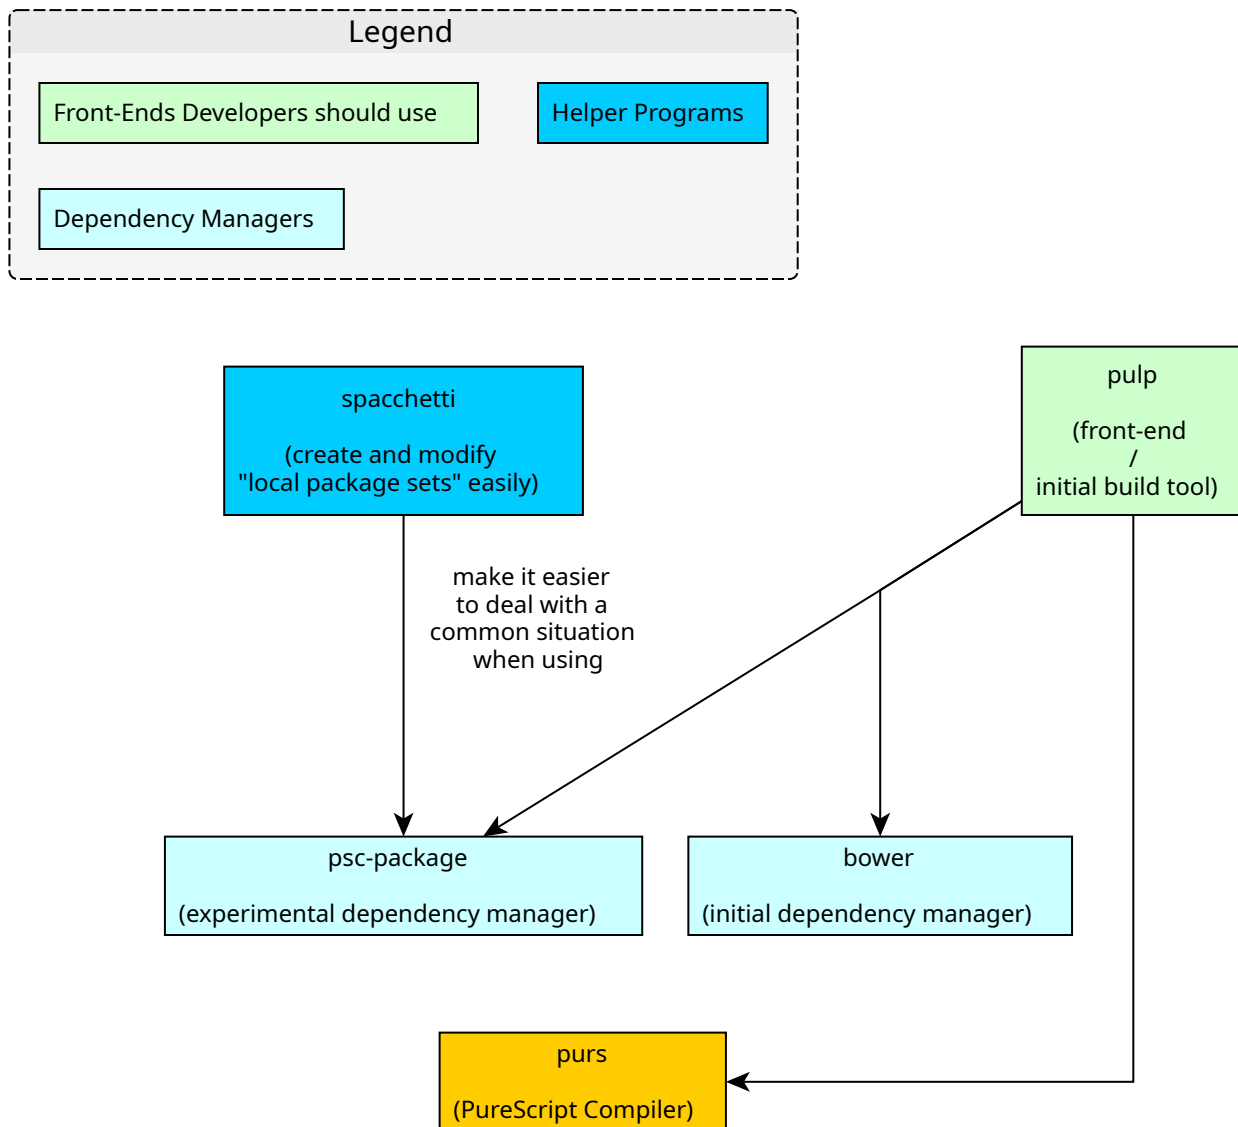 Legend
Front-Ends Developers should use
Helper Programs
Dependency Managers
spacchetti
(create and modify
"local package sets" easily)
pulp
(front-end
/
initial build tool)
make it easier
to deal with a
common situation
when using
psc-package
(experimental dependency manager)
bower
(initial dependency manager)
purs
(PureScript Compiler)